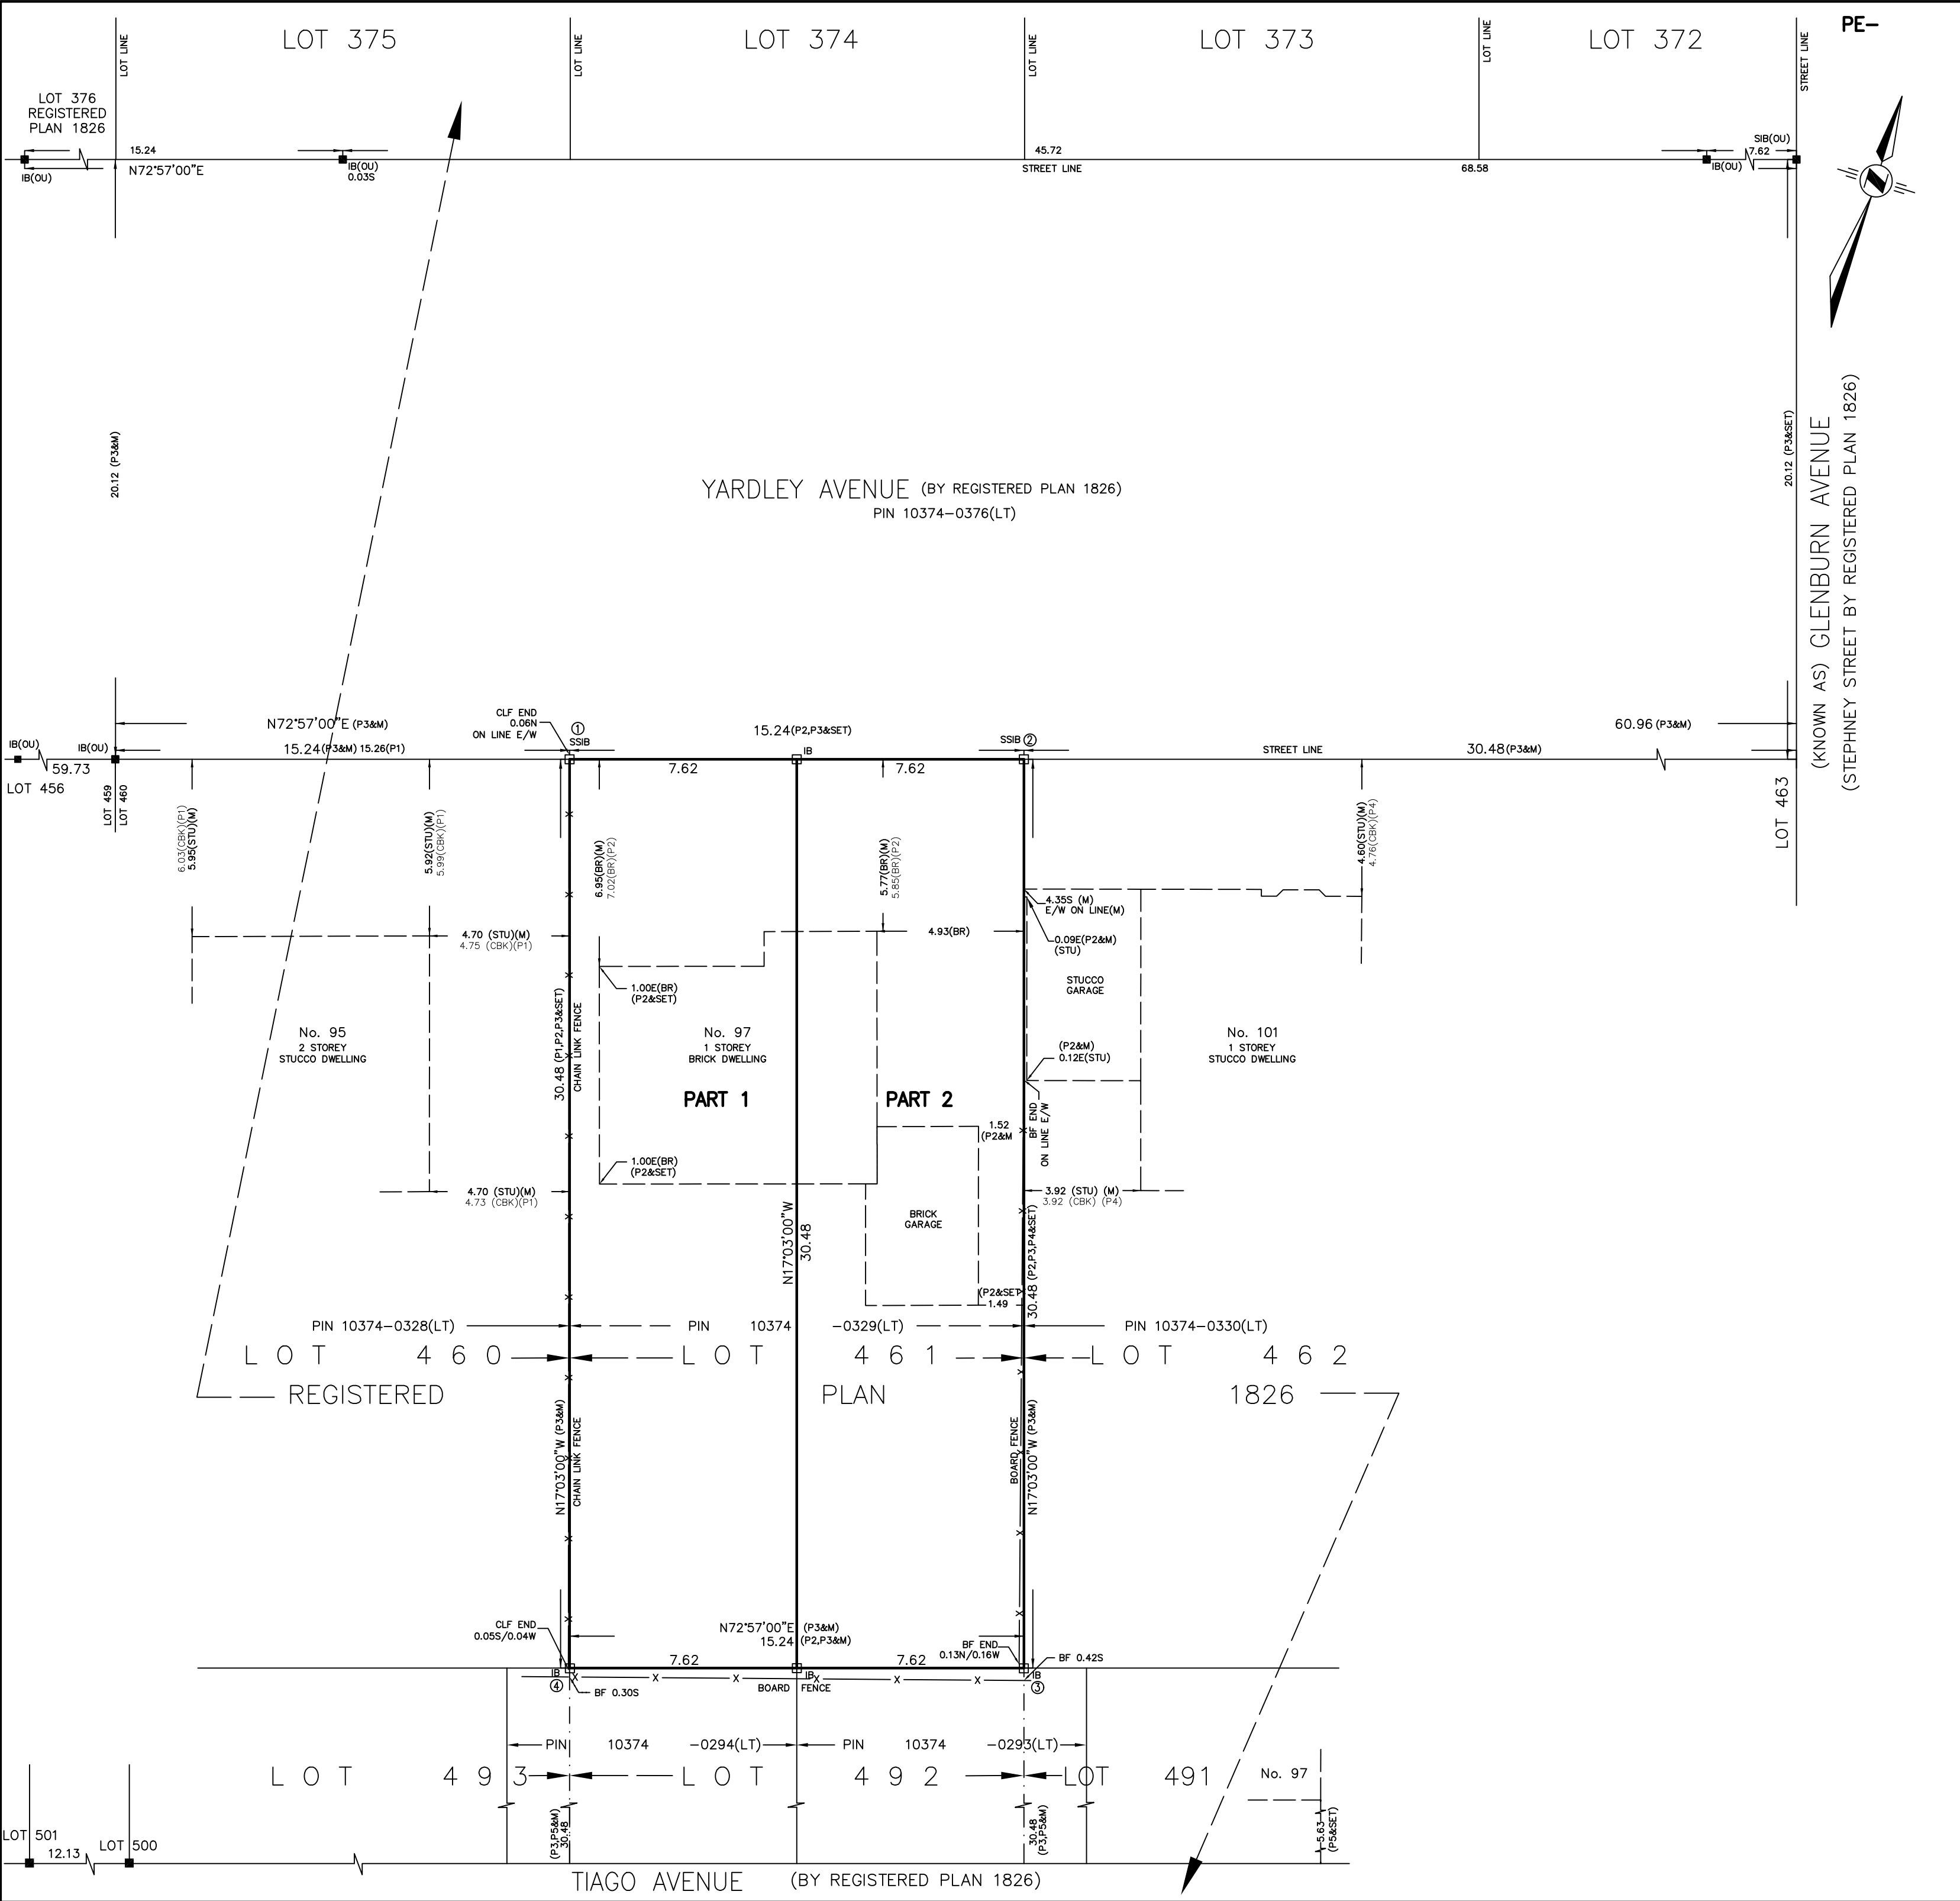 PE-
LOT 375
LOT 374
LOT 373
LOT 372
LOT LINE
LOT LINE
LOT LINE
LOT LINE
STREET LINE
LOT 376
REGISTERED
PLAN 1826
15.24
N72°57'00"E
IB(OU)
IB(OU)
0.03S
45.72
STREET LINE
68.58
SIB(OU)
7.62
IB(OU)
20.12 (P3&M)
20.12 (P3&SET)
YARDLEY AVENUE (BY REGISTERED PLAN 1826)
PIN 10374-0376(LT)
(KNOWN AS) GLENBURN AVENUE
(STEPHNEY STREET BY REGISTERED PLAN 1826)
N72°57'00"E (P3&M)
CLF END
0.06N
ON LINE E/W
1
SSIB
15.24(P2,P3&SET)
SSIB 2
60.96 (P3&M)
IB(OU)
IB(OU)
15.24(P3&M) 15.26(P1)
IB
STREET LINE
30.48(P3&M)
59.73
LOT 456
LOT 459
LOT 460
7.62
7.62
LOT 463
6.03(CBK)(P1)
5.95(STU)(M)
5.92(STU)(M)
5.99(CBK)(P1)
6.95(BR)(M)
7.02(BR)(P2)
5.77(BR)(M)
5.85(BR)(P2)
4.60(STU)(M)
4.76(CBK)(P4)
4.35S (M)
E/W ON LINE(M)
4.70 (STU)(M)
4.75 (CBK)(P1)
4.93(BR)
0.09E(P2&M)
(STU)
1.00E(BR)
(P2&SET)
STUCCO
GARAGE
30.48 (P1,P2,P3&SET)
CHAIN LINK FENCE
No. 95
2 STOREY
STUCCO DWELLING
No. 97
1 STOREY
BRICK DWELLING
(P2&M)
0.12E(STU)
No. 101
1 STOREY
STUCCO DWELLING
PART 1
PART 2
1.52
(P2&M
BF END
ON LINE E/W
1.00E(BR)
(P2&SET)
4.70 (STU)(M)
4.73 (CBK)(P1)
3.92 (STU) (M)
3.92 (CBK) (P4)
BRICK
GARAGE
N17°03'00"W
30.48
30.48 (P2,P3,P4&SET)
(P2&SET
1.49
PIN 10374-0328(LT)
PIN 10374 -0329(LT)
PIN 10374-0330(LT)
LOT 460
LOT 461
LOT 462
REGISTERED PLAN 1826
N17°03'00"W (P3&M)
CHAIN LINK FENCE
BOARD FENCE
N17°03'00"W (P3&M)
CLF END
0.05S/0.04W
N72°57'00"E (P3&M)
15.24 (P2,P3&M)
BF END
0.13N/0.16W
7.62
7.62
BF 0.42S
IB
4
BF 0.30S
IB
BOARD FENCE
IB
3
PIN 10374 -0294(LT)
PIN 10374 -0293(LT)
LOT 493
LOT 492
LOT 491
No. 97
(P3,P5&M)
30.48
30.48
(P3,P5&M)
5.63
(P5&SET)
LOT 501
12.13
LOT 500
TIAGO AVENUE (BY REGISTERED PLAN 1826)